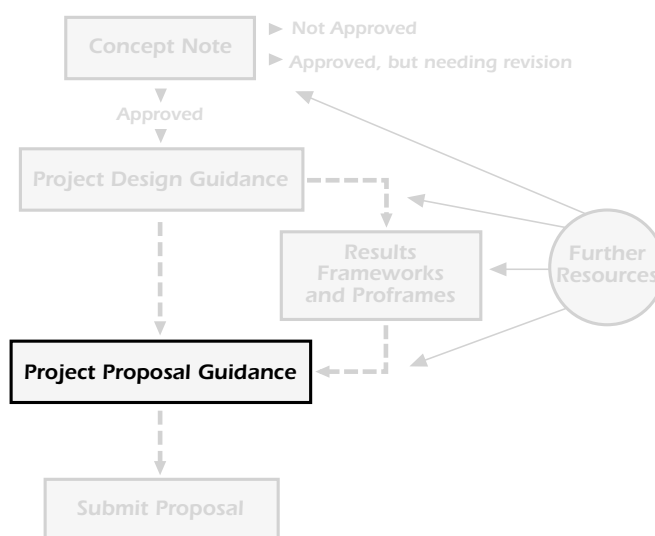 Concept Note
Not Approved
Approved, but needing revision
Approved
Project Design Guidance
Results
Frameworks
and Proframes
Further
Resources
Project Proposal Guidance
Submit Proposal